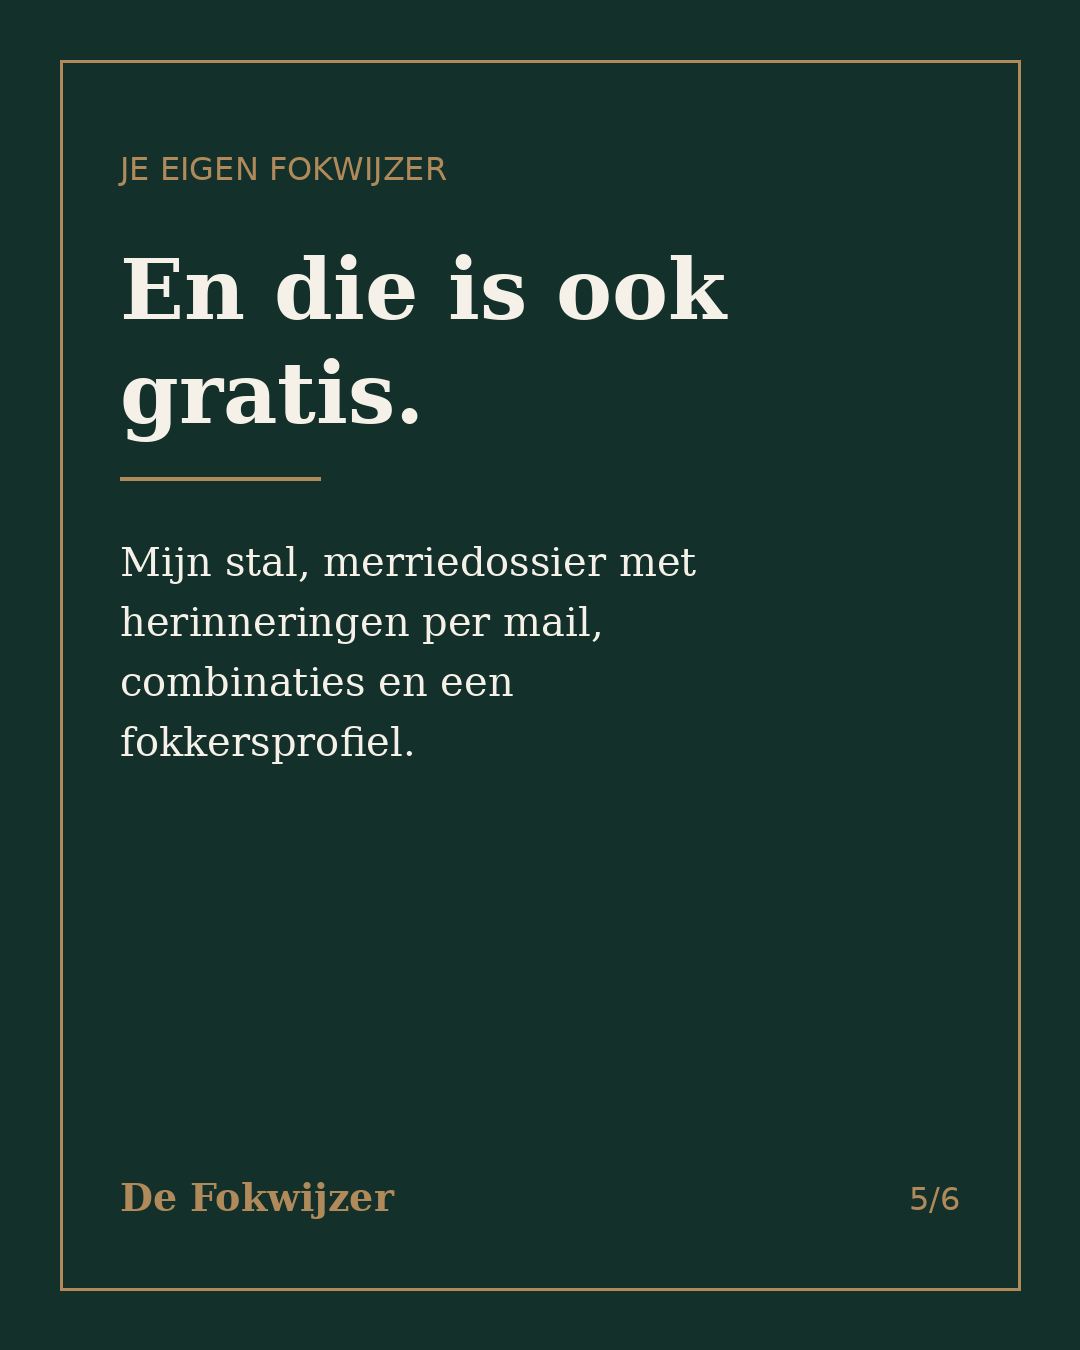 JE EIGEN FOKWIJZER
En die is ook
gratis.
Mijn stal, merriedossier met
herinneringen per mail,
combinaties en een
fokkersprofiel.
De Fokwijzer
5/6